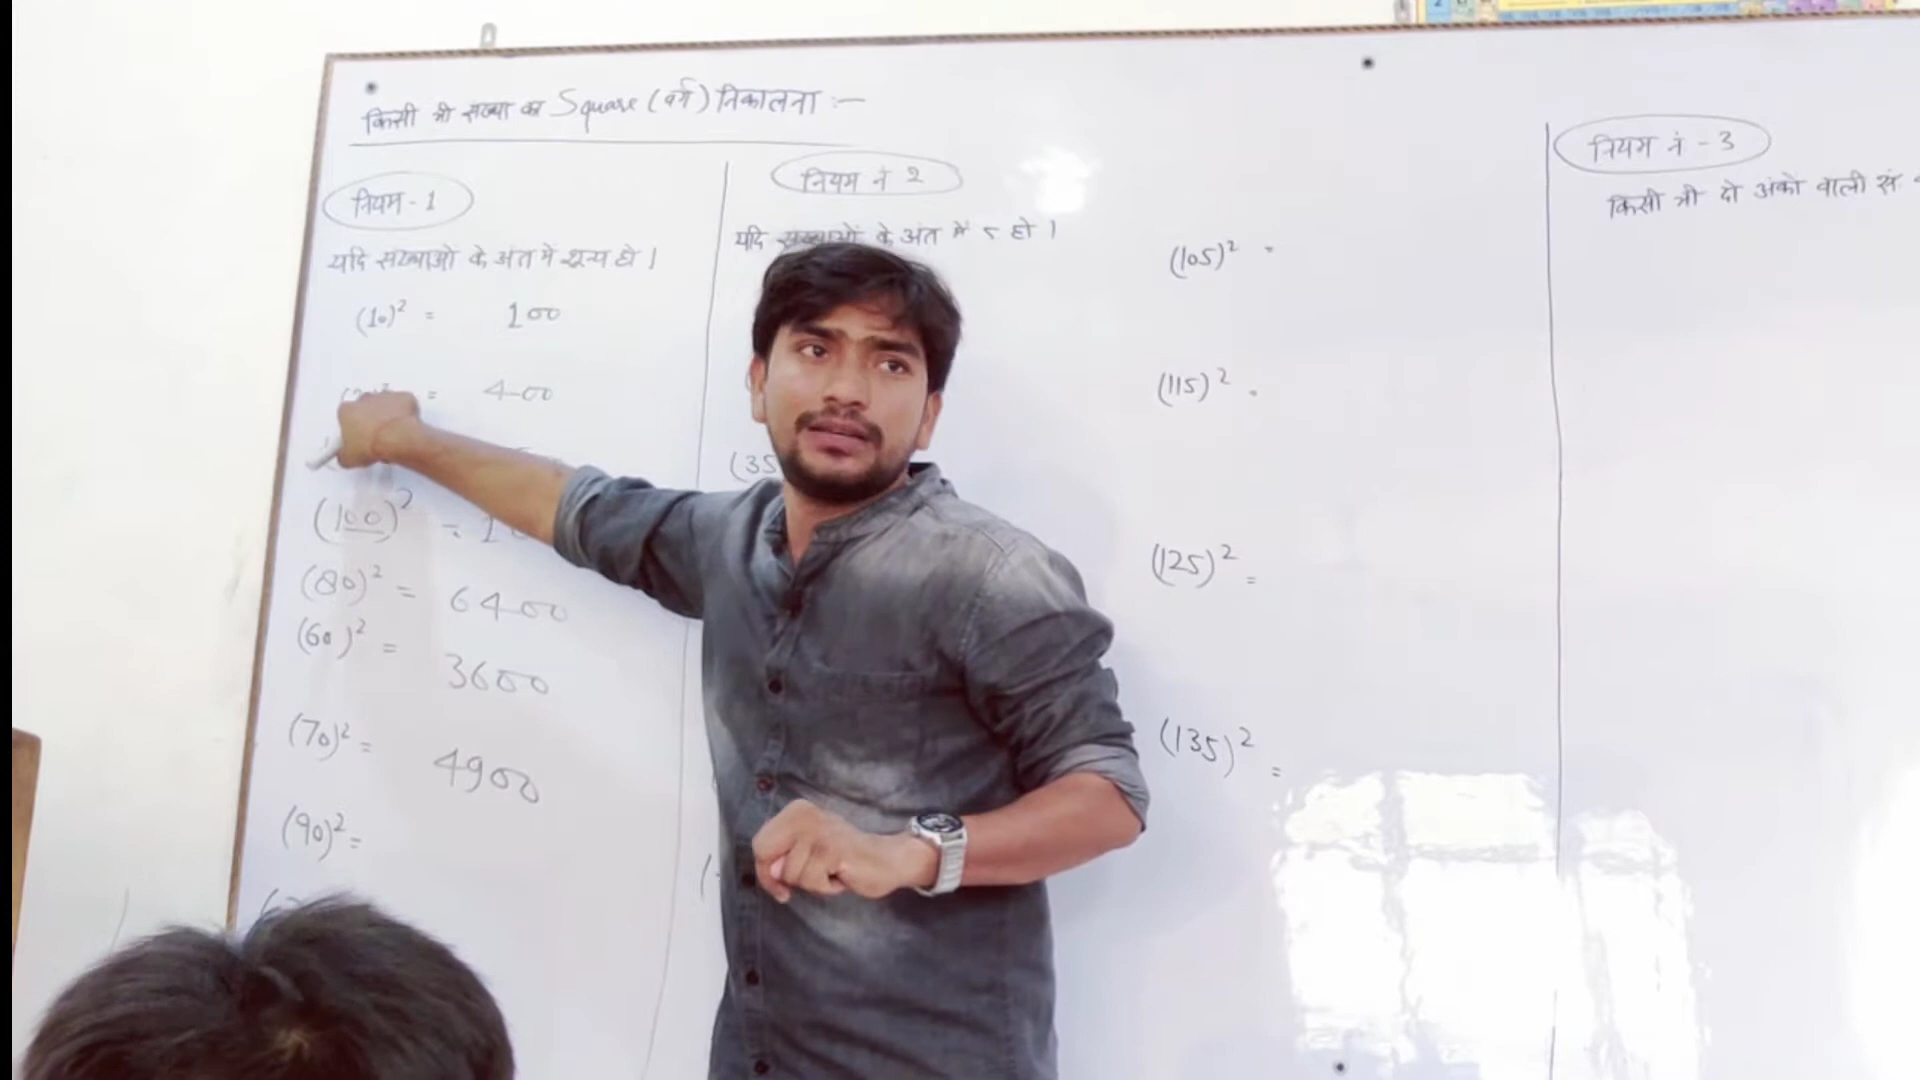 किसी भी संख्या का Square (वर्ग) निकालना :—
नियम - 1
यदि संख्याओं के अंत में शून्य हो ।
(10)² = 100
= 400
(100)² =
(80)² = 6400
(60)² = 3600
(70)² = 4900
(90)² =
नियम नं 2
यदि संख्याओं के अंत में 5 हो ।
(35
(105)² =
(115)² =
(125)² =
(135)² =
नियम नं - 3
किसी भी दो अंको वाली सं.